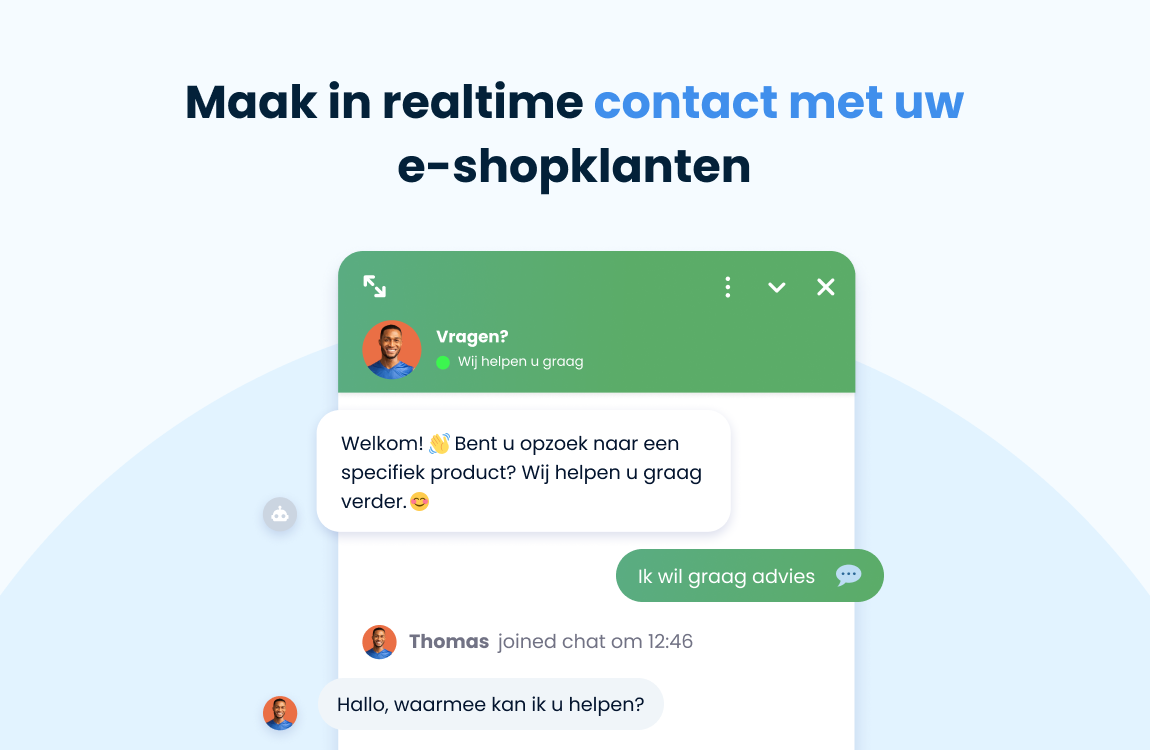 Maak in realtime contact met uw
e-shopklanten
Vragen?
Wij helpen u graag
Welkom! 👋 Bent u opzoek naar een
specifiek product? Wij helpen u graag
verder. 😊
Ik wil graag advies 💬
Thomas joined chat om 12:46
Hallo, waarmee kan ik u helpen?